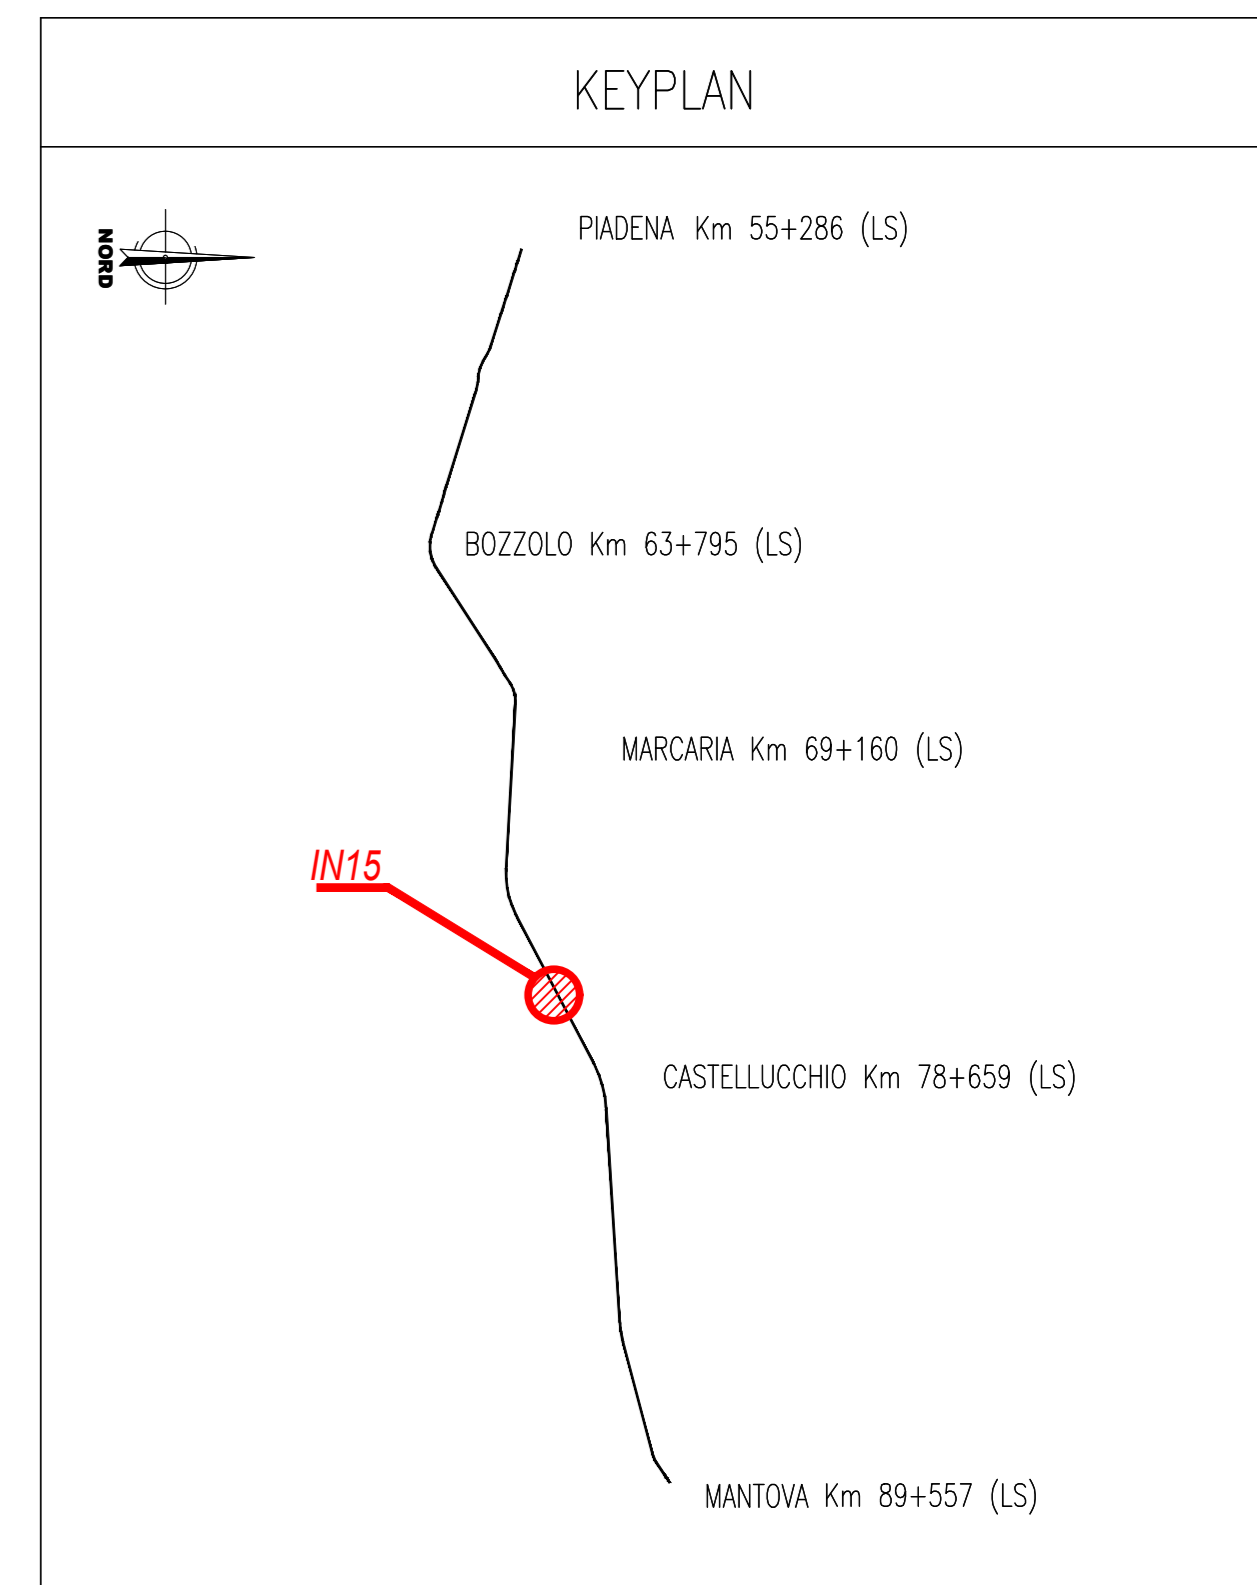 KEYPLAN
NORD
PIADENA Km 55+286 (LS)
BOZZOLO Km 63+795 (LS)
MARCARIA Km 69+160 (LS)
IN15
CASTELLUCCHIO Km 78+659 (LS)
MANTOVA Km 89+557 (LS)